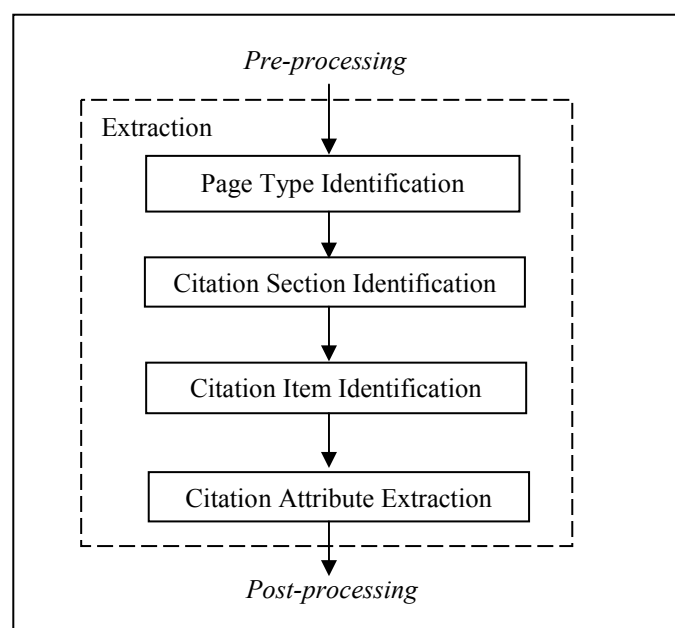 Pre-processing
Extraction
Page Type Identification
Citation Section Identification
Citation Item Identification
Citation Attribute Extraction
Post-processing